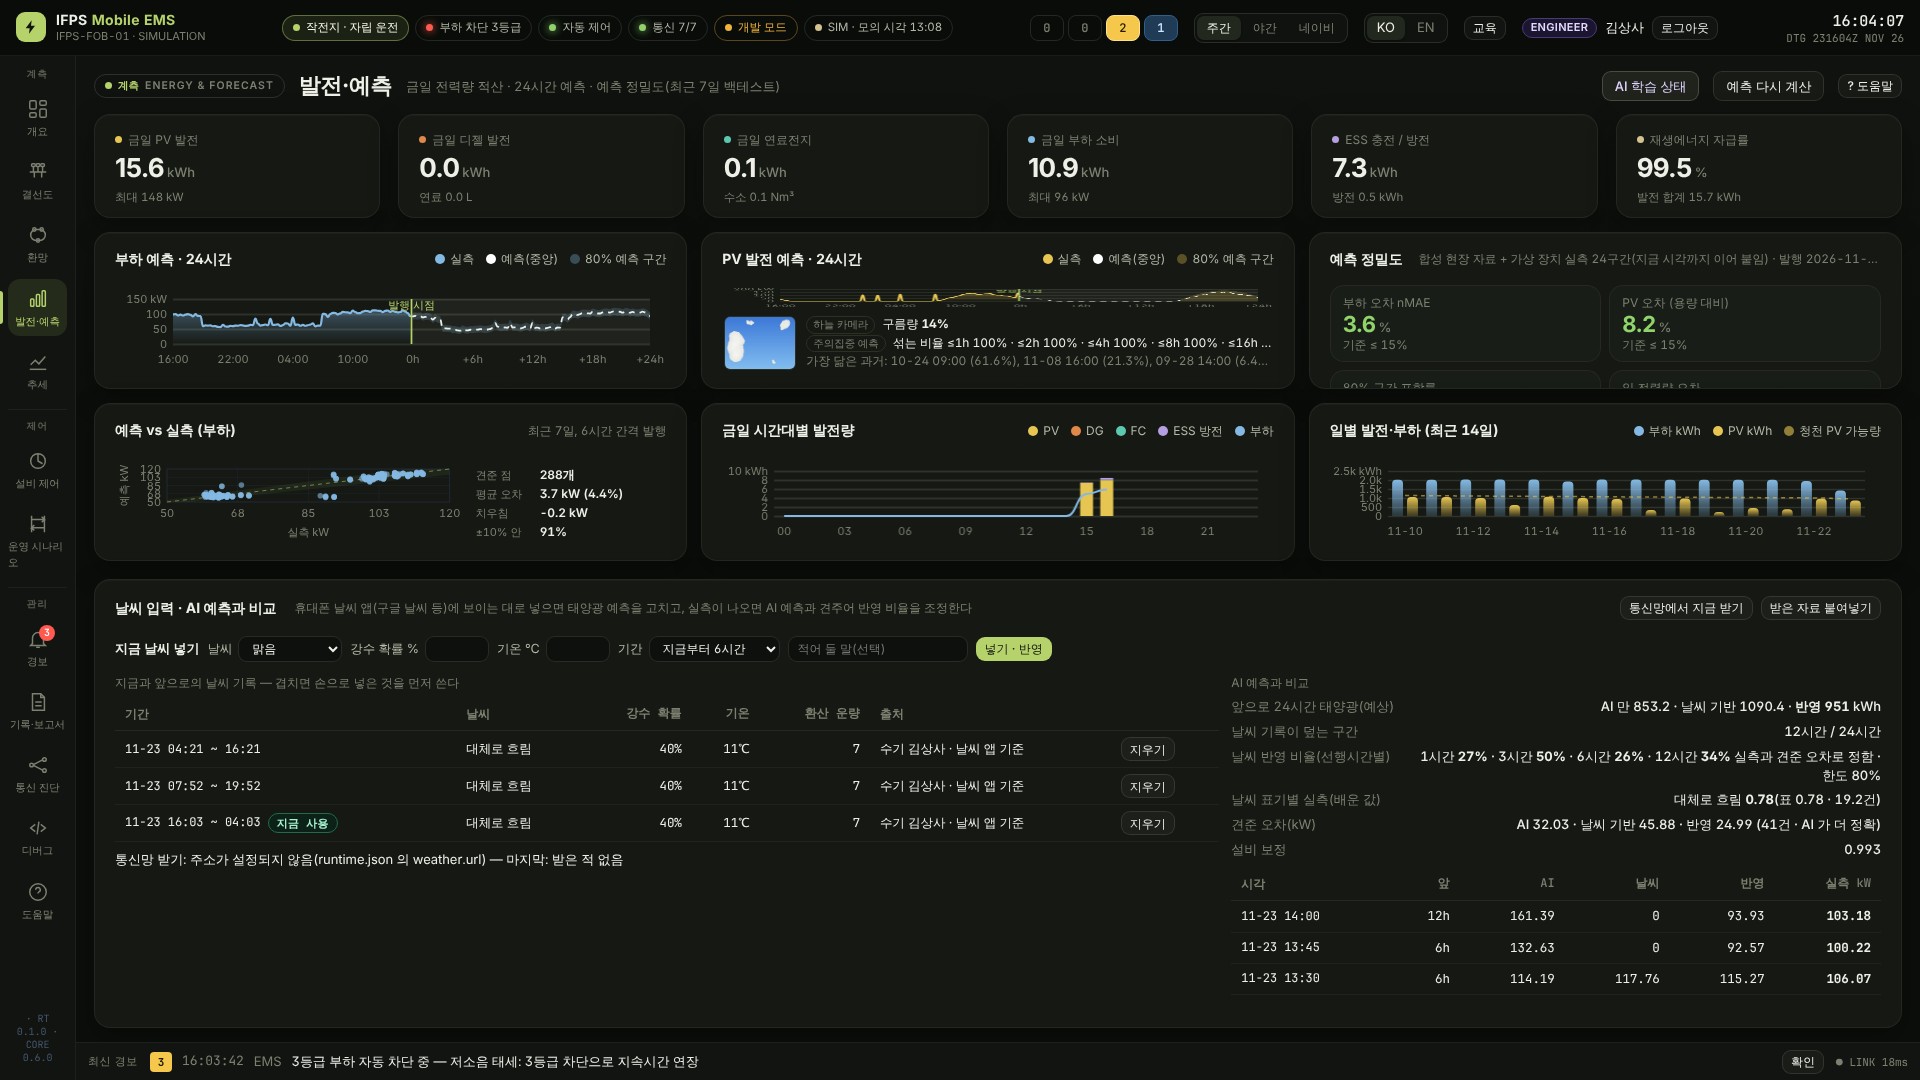 IFPS Mobile EMS
IFPS-FOB-01 · SIMULATION
작전지 · 자립 운전
부하 차단 3등급
자동 제어
통신 7/7
개발 모드
SIM · 모의 시각 13:08
0 0 2 1
주간 야간 네이비
KO EN
교육
ENGINEER 김상사 로그아웃
16:04:07
DTG 231604Z NOV 26
계측
개요
결선도
환망
발전·예측
추세
제어
설비 제어
운영 시나리
오
관리
3
경보
기록·보고서
통신 진단
디버그
도움말
· RT
0.1.0 ·
CORE
0.6.0
계측 ENERGY & FORECAST
발전·예측
금일 전력량 적산 · 24시간 예측 · 예측 정밀도(최근 7일 백테스트)
AI 학습 상태
예측 다시 계산
? 도움말
금일 PV 발전
15.6 kWh
최대 148 kW
금일 디젤 발전
0.0 kWh
연료 0.0 L
금일 연료전지
0.1 kWh
수소 0.1 Nm³
금일 부하 소비
10.9 kWh
최대 96 kW
ESS 충전 / 방전
7.3 kWh
방전 0.5 kWh
재생에너지 자급률
99.5 %
발전 합계 15.7 kWh
부하 예측 · 24시간
실측 예측(중앙) 80% 예측 구간
150 kW
100
50
0
발행 시점
16:00 22:00 04:00 10:00 0h +6h +12h +18h +24h
PV 발전 예측 · 24시간
실측 예측(중앙) 80% 예측 구간
하늘 카메라 구름량 14%
주의집중 예측 섞는 비율 ≤1h 100% · ≤2h 100% · ≤4h 100% · ≤8h 100% · ≤16h ...
가장 닮은 과거: 10-24 09:00 (61.6%), 11-08 16:00 (21.3%), 09-28 14:00 (6.4...
예측 정밀도
합성 현장 자료 + 가상 장치 실측 24구간(지금 시각까지 이어 붙임) · 발행 2026-11-...
부하 오차 nMAE
3.6 %
기준 ≤ 15%
PV 오차 (용량 대비)
8.2 %
기준 ≤ 15%
80% 구간 포함률
일 전력량 오차
예측 vs 실측 (부하)
최근 7일, 6시간 간격 발행
예측 kW
120
103
85
68
50
50 68 85 103 120
실측 kW
견준 점 288개
평균 오차 3.7 kW (4.4%)
치우침 -0.2 kW
±10% 안 91%
금일 시간대별 발전량
PV DG FC ESS 방전 부하
10 kWh
8
6
4
2
0
00 03 06 09 12 15 18 21
일별 발전·부하 (최근 14일)
부하 kWh PV kWh 청천 PV 가능량
2.5k kWh
2.0k
1.5k
1.0k
500
0
11-10 11-12 11-14 11-16 11-18 11-20 11-22
날씨 입력 · AI 예측과 비교
휴대폰 날씨 앱(구글 날씨 등)에 보이는 대로 넣으면 태양광 예측을 고치고, 실측이 나오면 AI 예측과 견주어 반영 비율을 조정한다
통신망에서 지금 받기
받은 자료 붙여넣기
지금 날씨 넣기 날씨 맑음 강수 확률 % 기온 ℃ 기간 지금부터 6시간 적어 둘 말(선택) 넣기 · 반영
지금과 앞으로의 날씨 기록 — 겹치면 손으로 넣은 것을 먼저 쓴다
기간 날씨 강수 확률 기온 환산 운량 출처
11-23 04:21 ~ 16:21 대체로 흐림 40% 11℃ 7 수기 김상사 · 날씨 앱 기준 지우기
11-23 07:52 ~ 19:52 대체로 흐림 40% 11℃ 7 수기 김상사 · 날씨 앱 기준 지우기
11-23 16:03 ~ 04:03 지금 사용 대체로 흐림 40% 11℃ 7 수기 김상사 · 날씨 앱 기준 지우기
통신망 받기: 주소가 설정되지 않음(runtime.json 의 weather.url) — 마지막: 받은 적 없음
AI 예측과 비교
앞으로 24시간 태양광(예상) AI 만 853.2 · 날씨 기반 1090.4 · 반영 951 kWh
날씨 기록이 덮는 구간 12시간 / 24시간
날씨 반영 비율(선행시간별) 1시간 27% · 3시간 50% · 6시간 26% · 12시간 34% 실측과 견준 오차로 정함 ·
한도 80%
날씨 표기별 실측(배운 값) 대체로 흐림 0.78(표 0.78 · 19.2건)
견준 오차(kW) AI 32.03 · 날씨 기반 45.88 · 반영 24.99 (41건 · AI 가 더 정확)
설비 보정 0.993
시각 앞 AI 날씨 반영 실측 kW
11-23 14:00 12h 161.39 0 93.93 103.18
11-23 13:45 6h 132.63 0 92.57 100.22
11-23 13:30 6h 114.19 117.76 115.27 106.07
최신 경보 3 16:03:42 EMS 3등급 부하 자동 차단 중 — 저소음 태세: 3등급 차단으로 지속시간 연장
확인
LINK 18ms